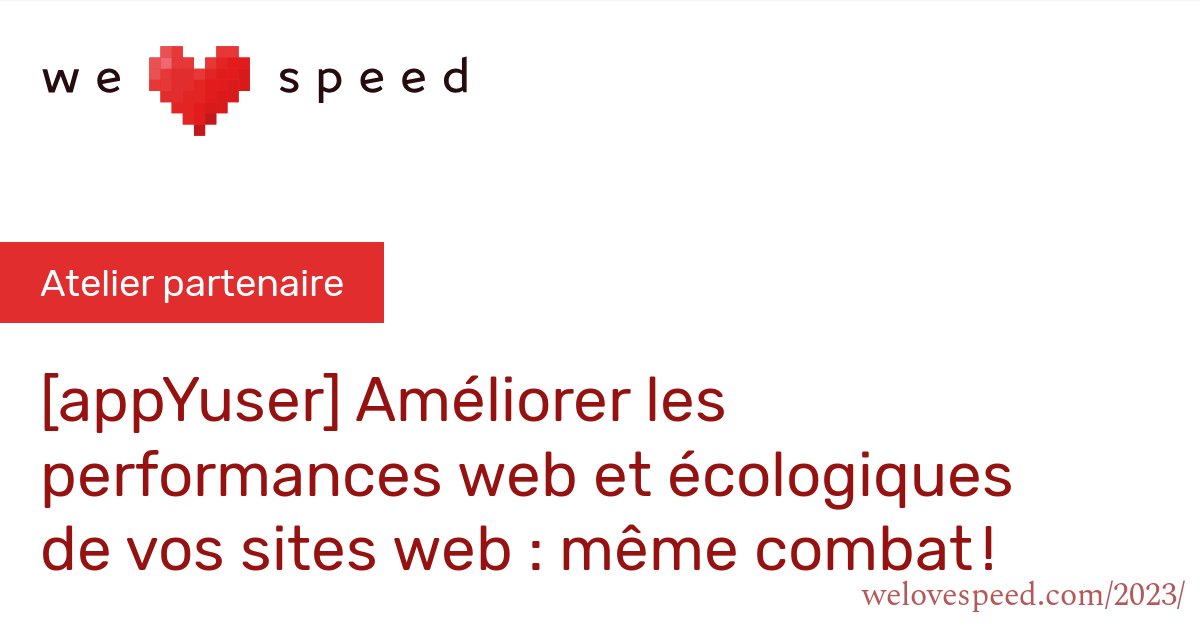 we speed
Atelier partenaire
[appYuser] Améliorer les
performances web et écologiques
de vos sites web : même combat !
welovespeed.com/2023/